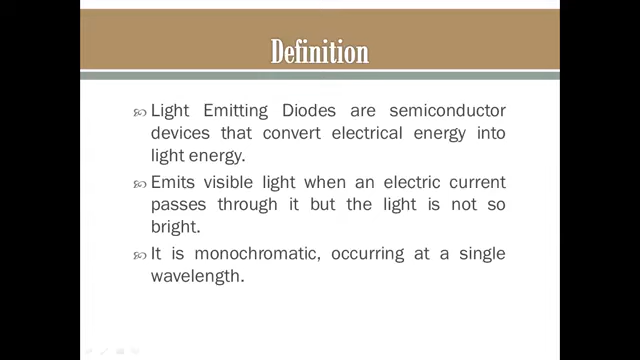 Definition
Light Emitting Diodes are semiconductor
devices that convert electrical energy into
light energy.
Emits visible light when an electric current
passes through it but the light is not so
bright.
It is monochromatic, occurring at a single
wavelength.